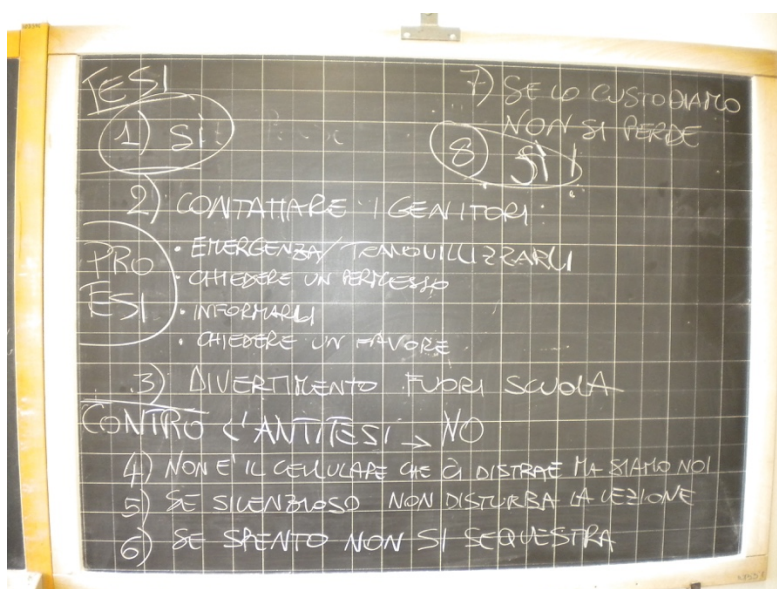 TESI
1) SI
2) CONTATTARE I GENITORI
PRO TESI
• EMERGENZA/TRANQUILLIZZARLI
• CHIEDERE UN PERMESSO
• INFORMARLI
• CHIEDERE UN FAVORE
3) DIVERTIMENTO FUORI SCUOLA
CONTRO L'ANTITESI → NO
4) NON E' IL CELLULARE CHE CI DISTRAE MA SIAMO NOI
5) SE SILENZIOSO NON DISTURBA LA LEZIONE
6) SE SPENTO NON SI SEQUESTRA
7) SE LO CUSTODIAMO
NON SI PERDE
8) SI